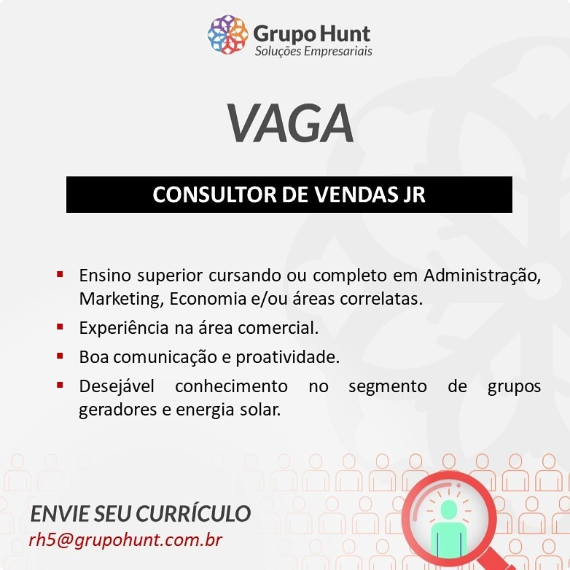 Grupo Hunt
Soluções Empresariais
VAGA
CONSULTOR DE VENDAS JR
▪ Ensino superior cursando ou completo em Administração,
Marketing, Economia e/ou áreas correlatas.
▪ Experiência na área comercial.
▪ Boa comunicação e proatividade.
▪ Desejável conhecimento no segmento de grupos
geradores e energia solar.
ENVIE SEU CURRÍCULO
rh5@grupohunt.com.br